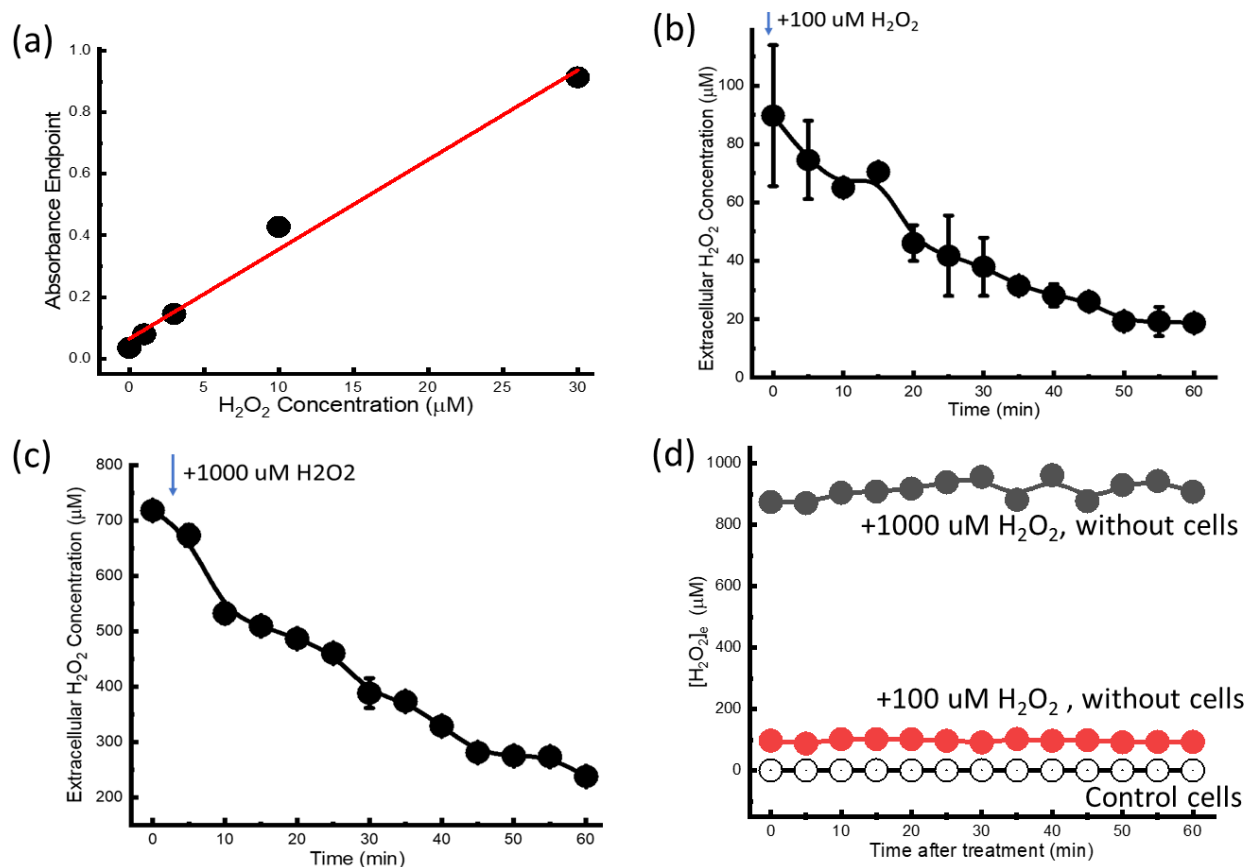 (a)
1.0
0.8
0.6
0.4
0.2
0.0
Absorbance Endpoint
0 5 10 15 20 25 30
H₂O₂ Concentration (μM)
(b)
+100 uM H₂O₂
100
80
60
40
20
0
Extracellular H₂O₂ Concentration (μM)
0 10 20 30 40 50 60
Time (min)
(c)
+1000 uM H2O2
800
700
600
500
400
300
200
Extracellular H₂O₂ Concentration (μM)
0 10 20 30 40 50 60
Time (min)
(d)
1000
800
600
400
200
0
[H₂O₂]ₑ (μM)
+1000 uM H₂O₂, without cells
+100 uM H₂O₂ , without cells
Control cells
0 10 20 30 40 50 60
Time after treatment (min)